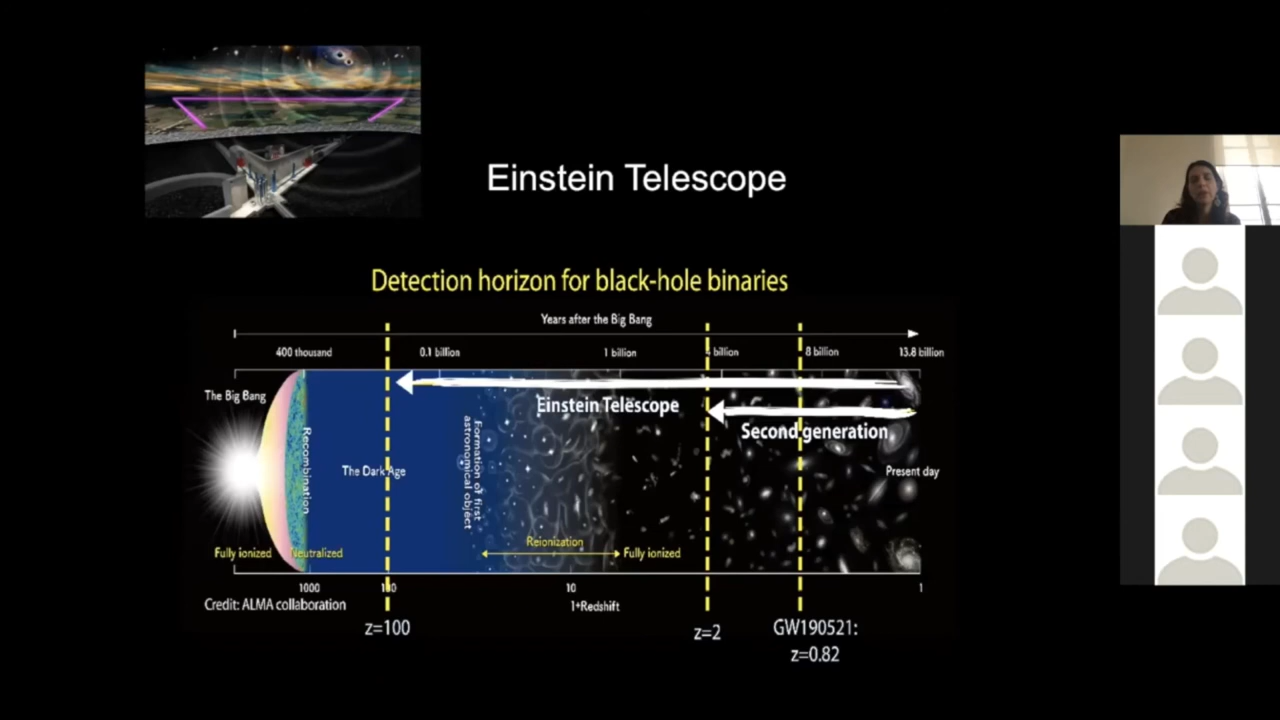 Einstein Telescope
Detection horizon for black-hole binaries
Years after the Big Bang
400 thousand
0.1 billion
1 billion
billion
8 billion
13.8 billion
The Big Bang
Einstein Telescope
Second generation
Recombination
Formation of first
astronomical object
The Dark Age
Present day
Reionization
Fully ionized
Neutralized
Fully ionized
1000
10
1
Credit: ALMA collaboration
1+Redshift
z=100
z=2
GW190521:
z=0.82